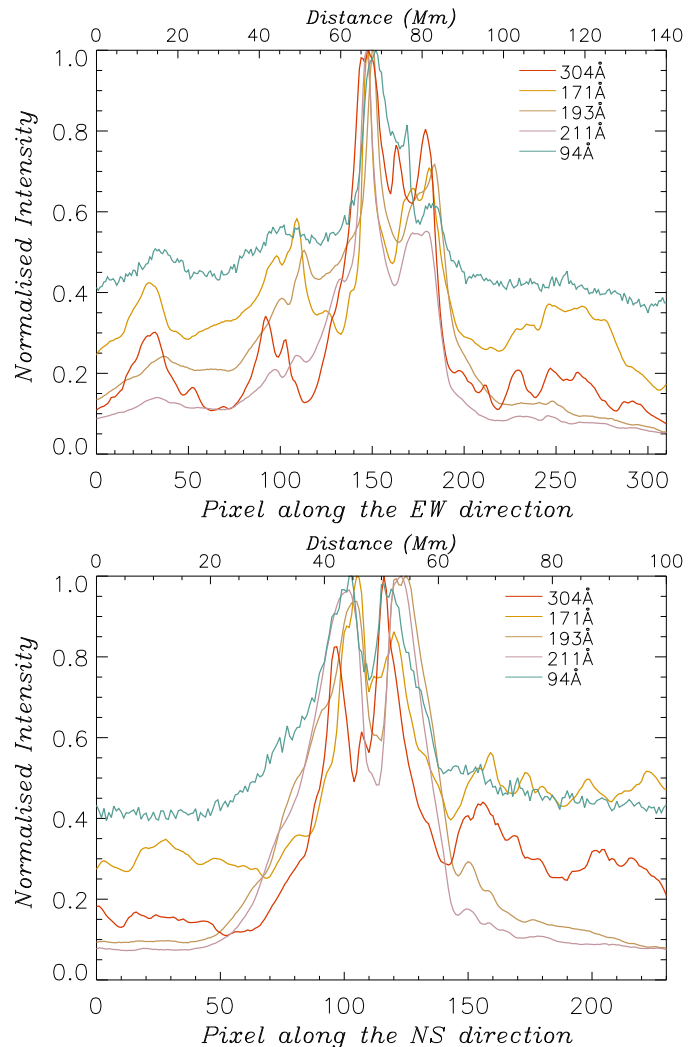 Distance (Mm)
0 20 40 60 80 100 120 140
1.0
0.8
0.6
0.4
0.2
0.0
Normalised Intensity
304Å
171Å
193Å
211Å
94Å
0 50 100 150 200 250 300
Pixel along the EW direction
Distance (Mm)
0 20 40 60 80 100
1.0
0.8
0.6
0.4
0.2
0.0
Normalised Intensity
304Å
171Å
193Å
211Å
94Å
0 50 100 150 200
Pixel along the NS direction